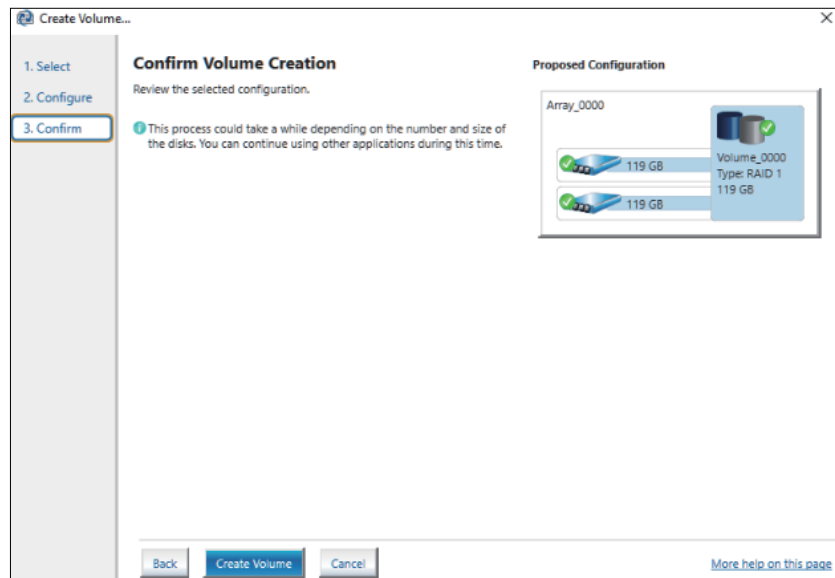 Create Volume...
1. Select
2. Configure
3. Confirm
Confirm Volume Creation
Review the selected configuration.
This process could take a while depending on the number and size of
the disks. You can continue using other applications during this time.
Proposed Configuration
Array_0000
119 GB
119 GB
Volume_0000
Type: RAID 1
119 GB
Back
Create Volume
Cancel
More help on this page